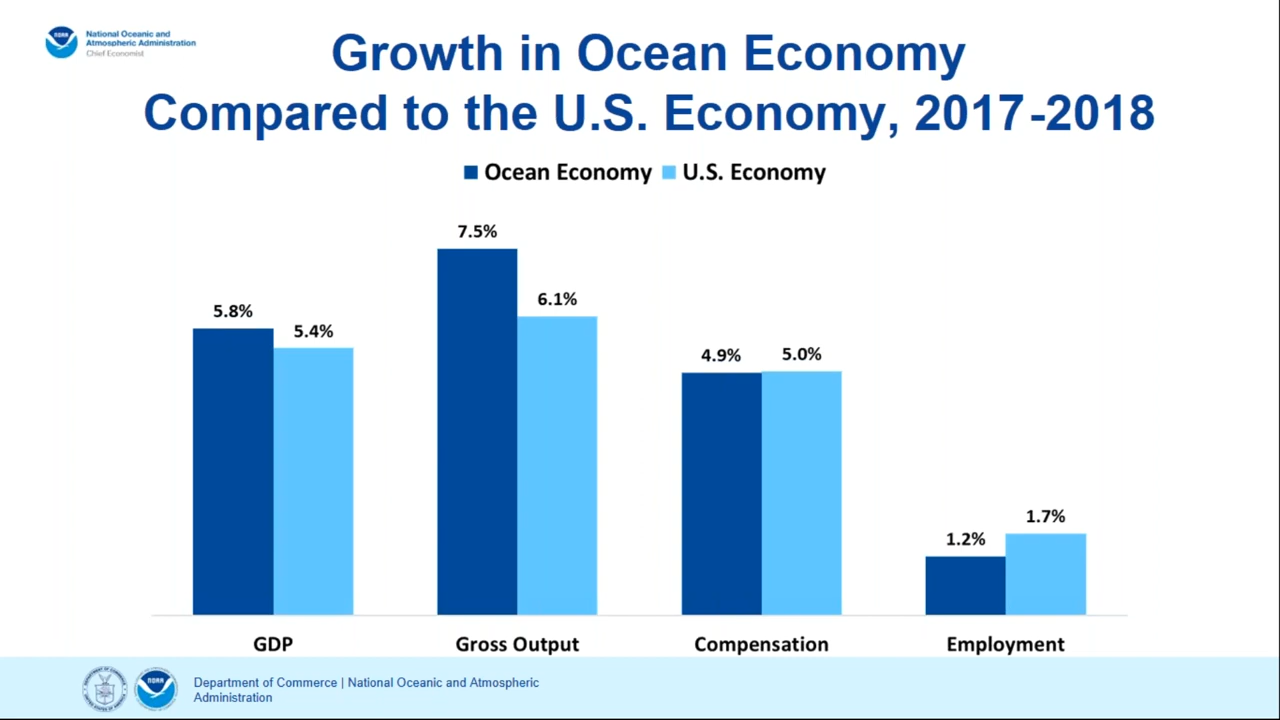 National Oceanic and
Atmospheric Administration
Chief Economist
Growth in Ocean Economy
Compared to the U.S. Economy, 2017-2018
Ocean Economy U.S. Economy
7.5%
6.1%
5.8%
5.4%
4.9% 5.0%
1.7%
1.2%
GDP Gross Output Compensation Employment
NOAA
Department of Commerce | National Oceanic and Atmospheric
Administration